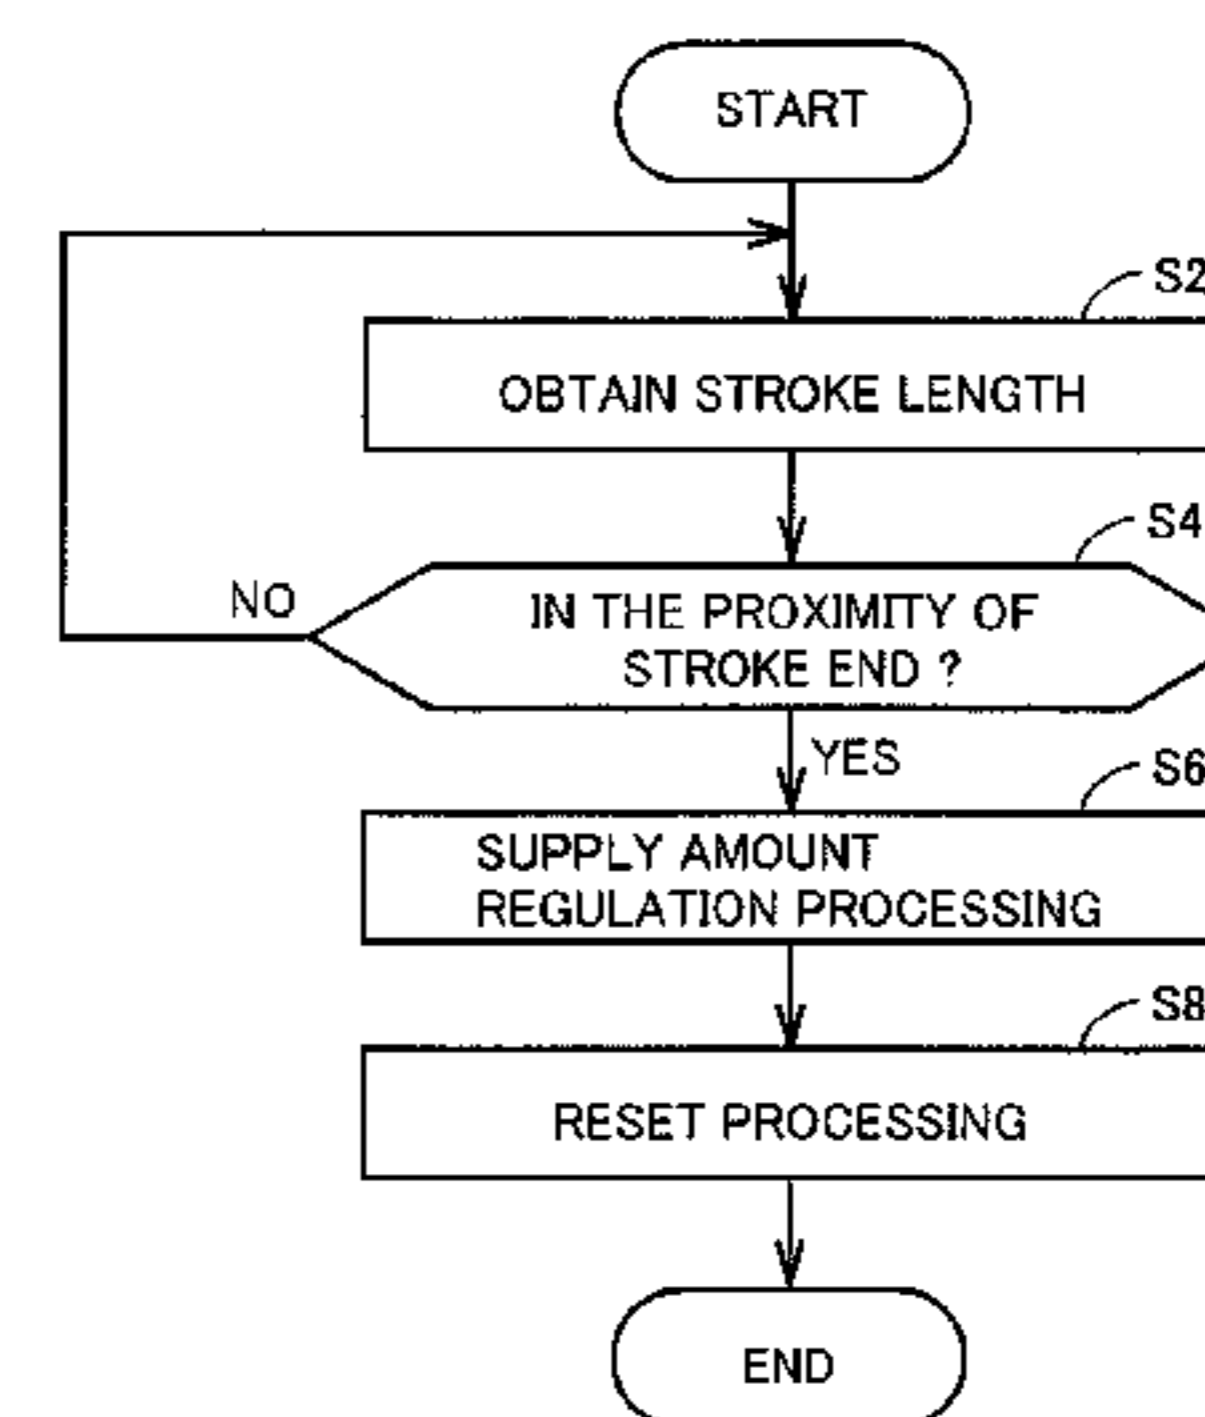 START
S2
OBTAIN STROKE LENGTH
S4
NO
IN THE PROXIMITY OF
STROKE END ?
YES
S6
SUPPLY AMOUNT
REGULATION PROCESSING
S8
RESET PROCESSING
END